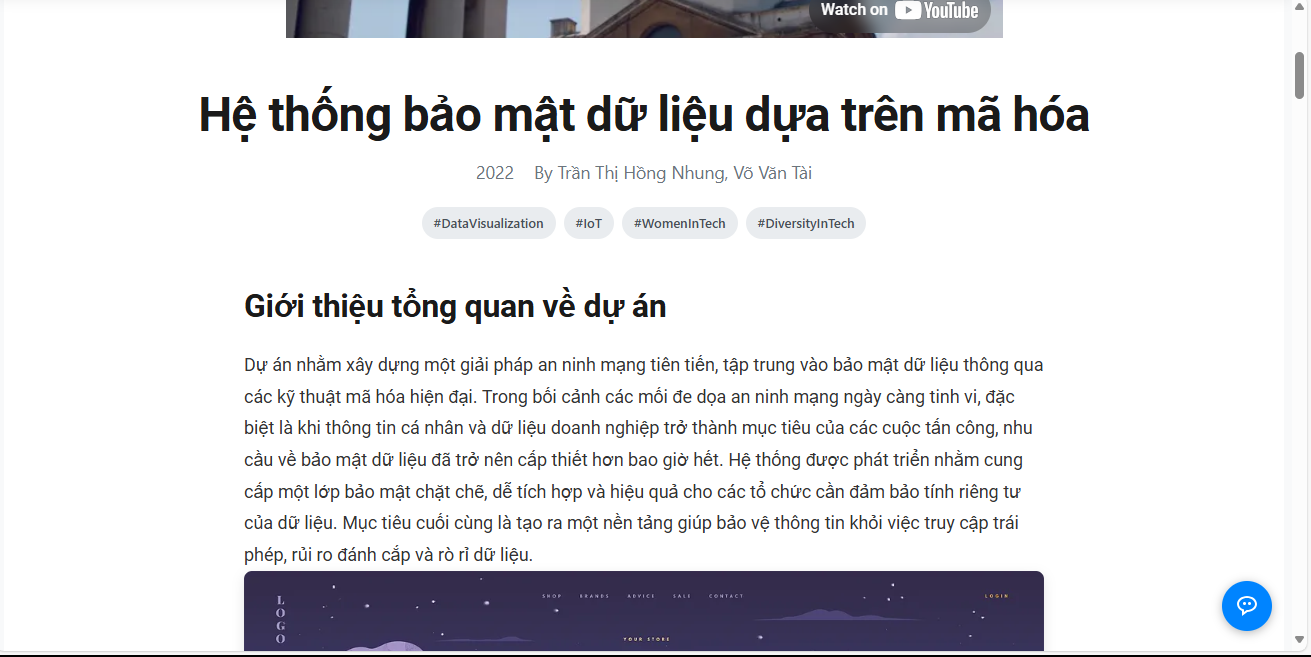 Watch on YouTube
Hệ thống bảo mật dữ liệu dựa trên mã hóa
2022 By Trần Thị Hồng Nhung, Võ Văn Tài
#DataVisualization #IoT #WomenInTech #DiversityInTech
Giới thiệu tổng quan về dự án
Dự án nhằm xây dựng một giải pháp an ninh mạng tiên tiến, tập trung vào bảo mật dữ liệu thông qua
các kỹ thuật mã hóa hiện đại. Trong bối cảnh các mối đe dọa an ninh mạng ngày càng tinh vi, đặc
biệt là khi thông tin cá nhân và dữ liệu doanh nghiệp trở thành mục tiêu của các cuộc tấn công, nhu
cầu về bảo mật dữ liệu đã trở nên cấp thiết hơn bao giờ hết. Hệ thống được phát triển nhằm cung
cấp một lớp bảo mật chặt chẽ, dễ tích hợp và hiệu quả cho các tổ chức cần đảm bảo tính riêng tư
của dữ liệu. Mục tiêu cuối cùng là tạo ra một nền tảng giúp bảo vệ thông tin khỏi việc truy cập trái
phép, rủi ro đánh cắp và rò rỉ dữ liệu.
LOGO
SHOP BRANDS ADVICE SALE CONTACT LOGIN
YOUR STORE